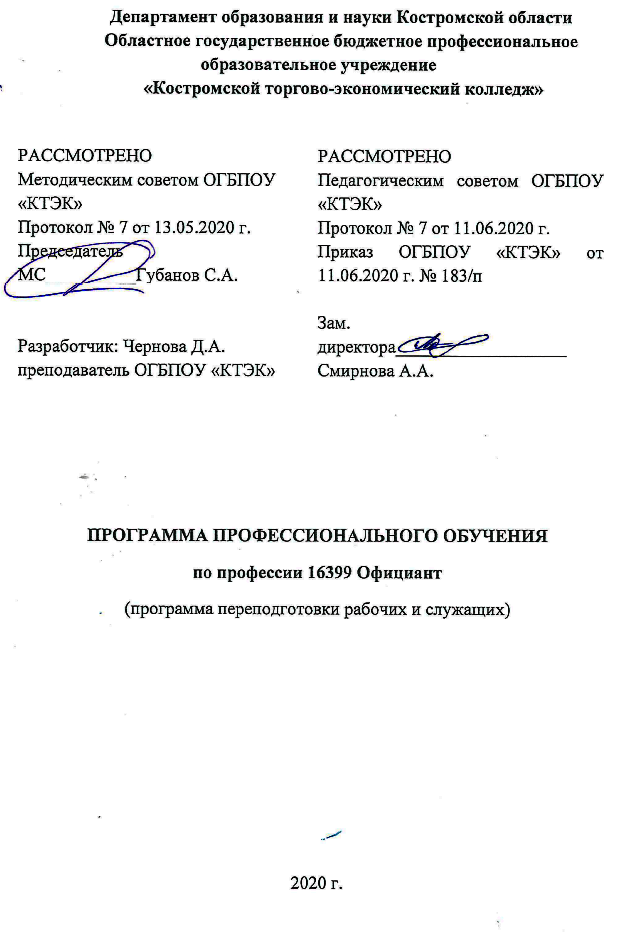 Департамент образования и науки Костромской области
Областное государственное бюджетное профессиональное
образовательное учреждение
«Костромской торгово-экономический колледж»
РАССМОТРЕНО
Методическим советом ОГБПОУ
«КТЭК»
Протокол № 7 от 13.05.2020 г.
Председатель
МС__________Губанов С.А.
Разработчик: Чернова Д.А.
преподаватель ОГБПОУ «КТЭК»
РАССМОТРЕНО
Педагогическим советом ОГБПОУ
«КТЭК»
Протокол № 7 от 11.06.2020 г.
Приказ ОГБПОУ «КТЭК» от
11.06.2020 г. № 183/п
Зам.
директора___________________
Смирнова А.А.
ПРОГРАММА ПРОФЕССИОНАЛЬНОГО ОБУЧЕНИЯ
по профессии 16399 Официант
(программа переподготовки рабочих и служащих)
2020 г.